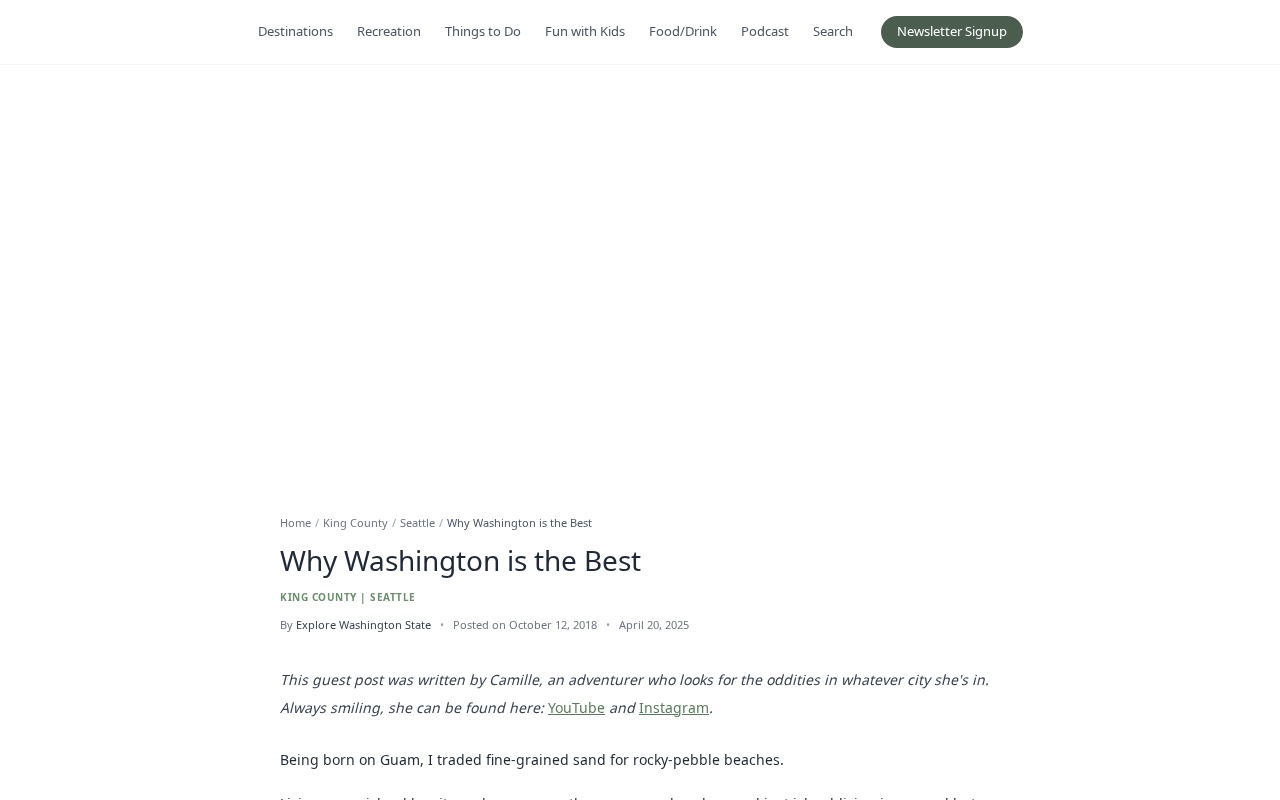 Destinations Recreation Things to Do Fun with Kids Food/Drink Podcast Search Newsletter Signup
Home / King County / Seattle / Why Washington is the Best
Why Washington is the Best
KING COUNTY | SEATTLE
By Explore Washington State • Posted on October 12, 2018 • April 20, 2025
This guest post was written by Camille, an adventurer who looks for the oddities in whatever city she's in.
Always smiling, she can be found here: YouTube and Instagram.
Being born on Guam, I traded fine-grained sand for rocky-pebble beaches.